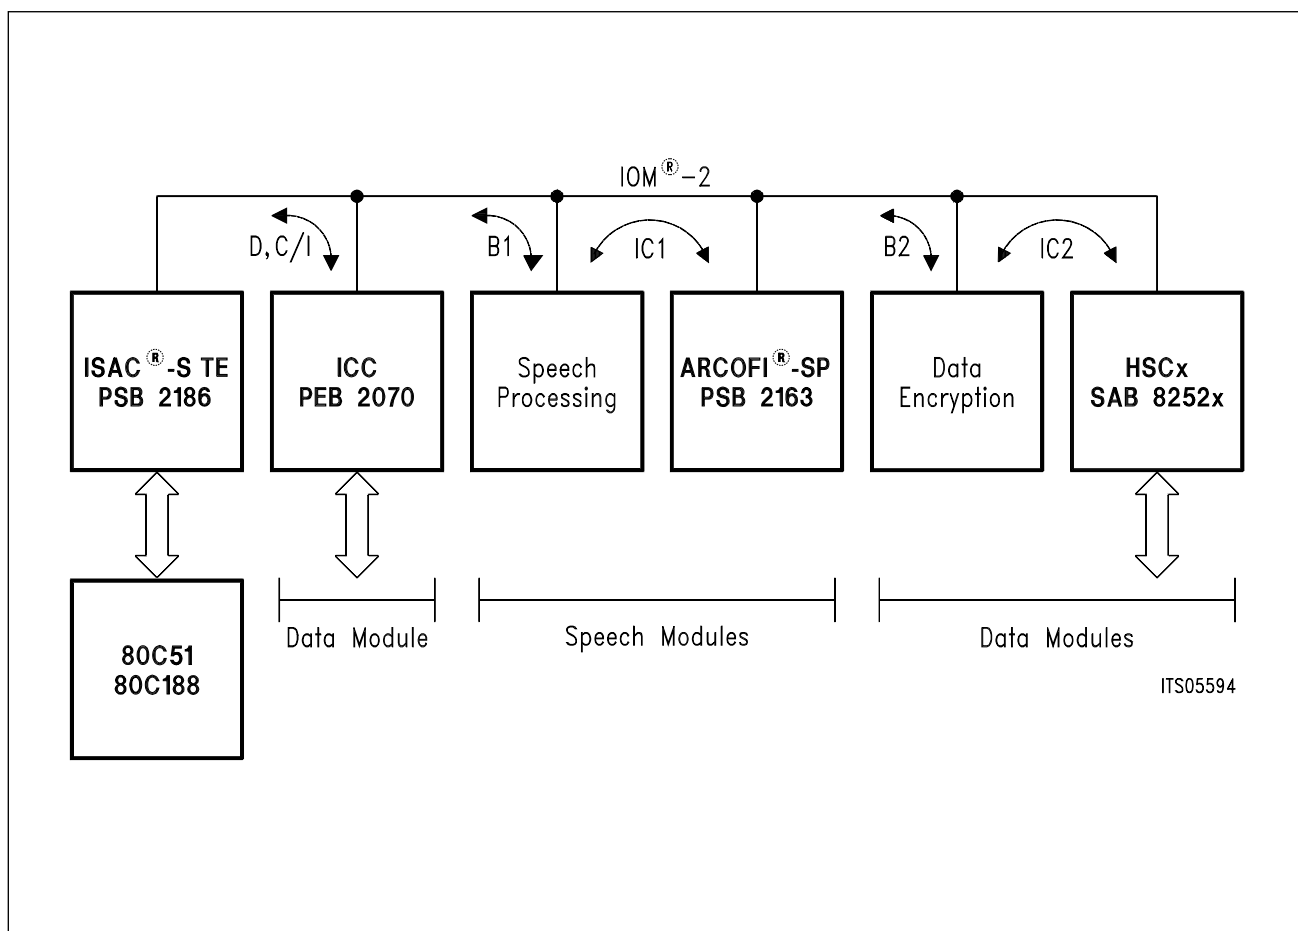 IOM®-2
D, C/I
B1
IC1
B2
IC2
ISAC®-S TE
PSB 2186
ICC
PEB 2070
Speech
Processing
ARCOFI®-SP
PSB 2163
Data
Encryption
HSCx
SAB 8252x
Data Module
Speech Modules
Data Modules
80C51
80C188
ITS05594